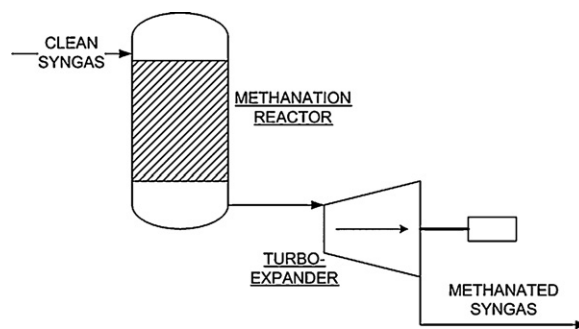 CLEAN
SYNGAS
METHANATION
REACTOR
TURBO-
EXPANDER
METHANATED
SYNGAS